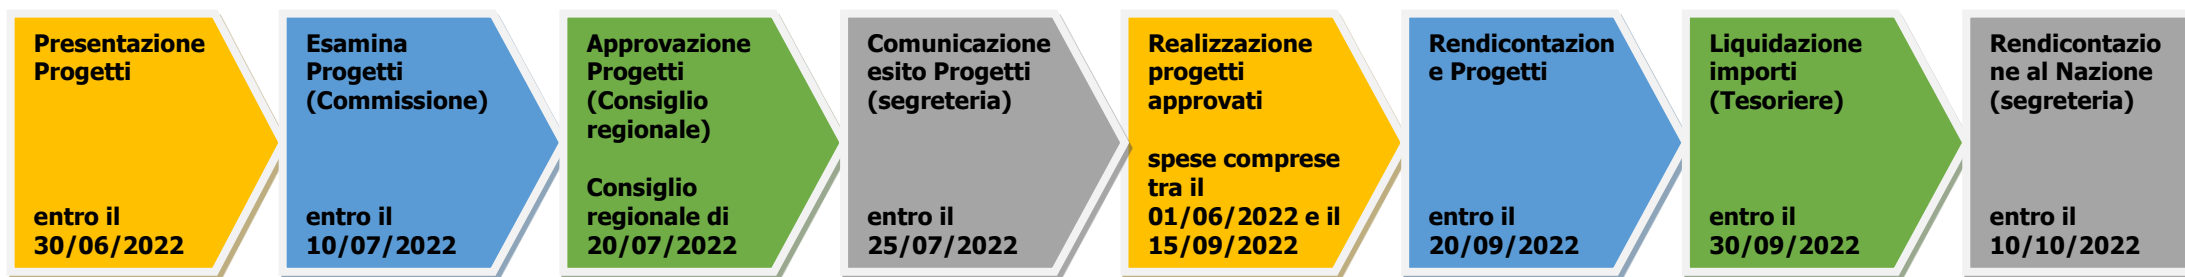 Presentazione
Progetti
entro il
30/06/2022
Esamina
Progetti
(Commissione)
entro il
10/07/2022
Approvazione
Progetti
(Consiglio
regionale)
Consiglio
regionale di
20/07/2022
Comunicazione
esito Progetti
(segreteria)
entro il
25/07/2022
Realizzazione
progetti
approvati
spese comprese
tra il
01/06/2022 e il
15/09/2022
Rendicontazion
e Progetti
entro il
20/09/2022
Liquidazione
importi
(Tesoriere)
entro il
30/09/2022
Rendicontazio
ne al Nazione
(segreteria)
entro il
10/10/2022